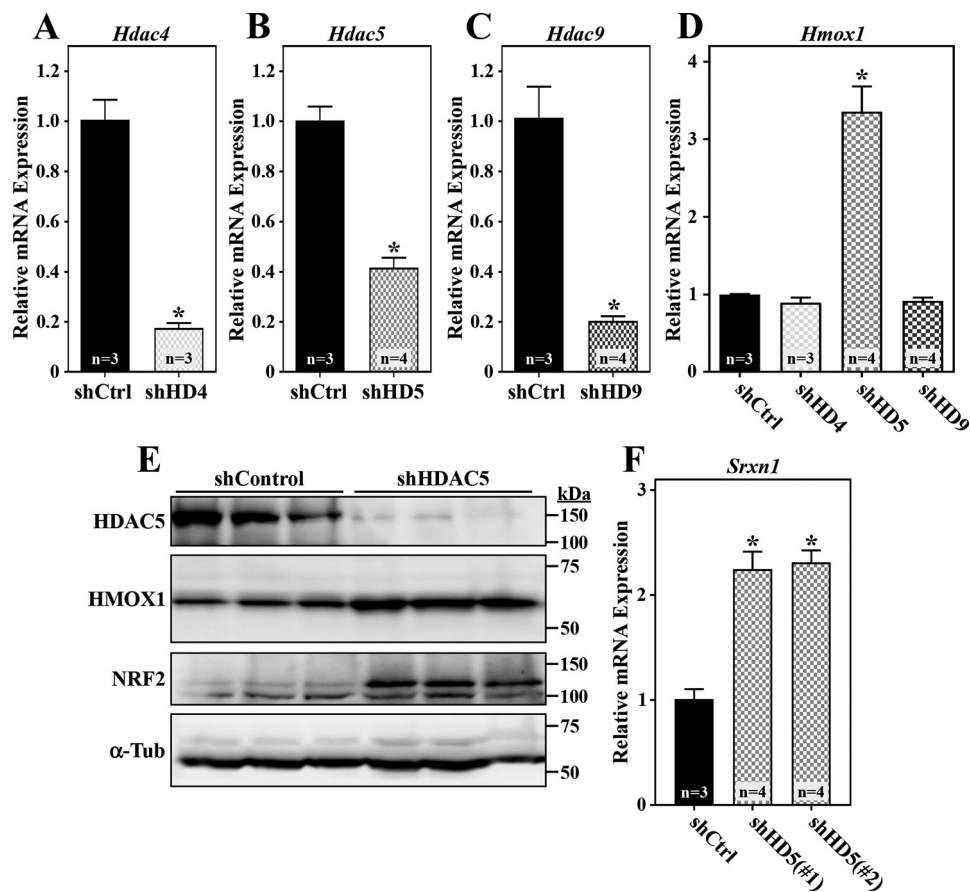 A
Hdac4
Relative mRNA Expression
1.2
1.0
0.8
0.6
0.4
0.2
0
*
n=3
n=3
shCtrl shHD4
B
Hdac5
Relative mRNA Expression
1.2
1.0
0.8
0.6
0.4
0.2
0
*
n=3
n=4
shCtrl shHD5
C
Hdac9
Relative mRNA Expression
1.2
1.0
0.8
0.6
0.4
0.2
0
*
n=3
n=4
shCtrl shHD9
D
Hmox1
Relative mRNA Expression
4
3
2
1
0
*
n=3
n=3
n=4
n=4
shCtrl
shHD4
shHD5
shHD9
E
shControl shHDAC5
kDa
HDAC5
150
100
HMOX1
75
50
NRF2
150
100
α-Tub
75
50
F
Srxn1
Relative mRNA Expression
3
2
1
0
*
*
n=3
n=4
n=4
shCtrl
shHD5(#1)
shHD5(#2)